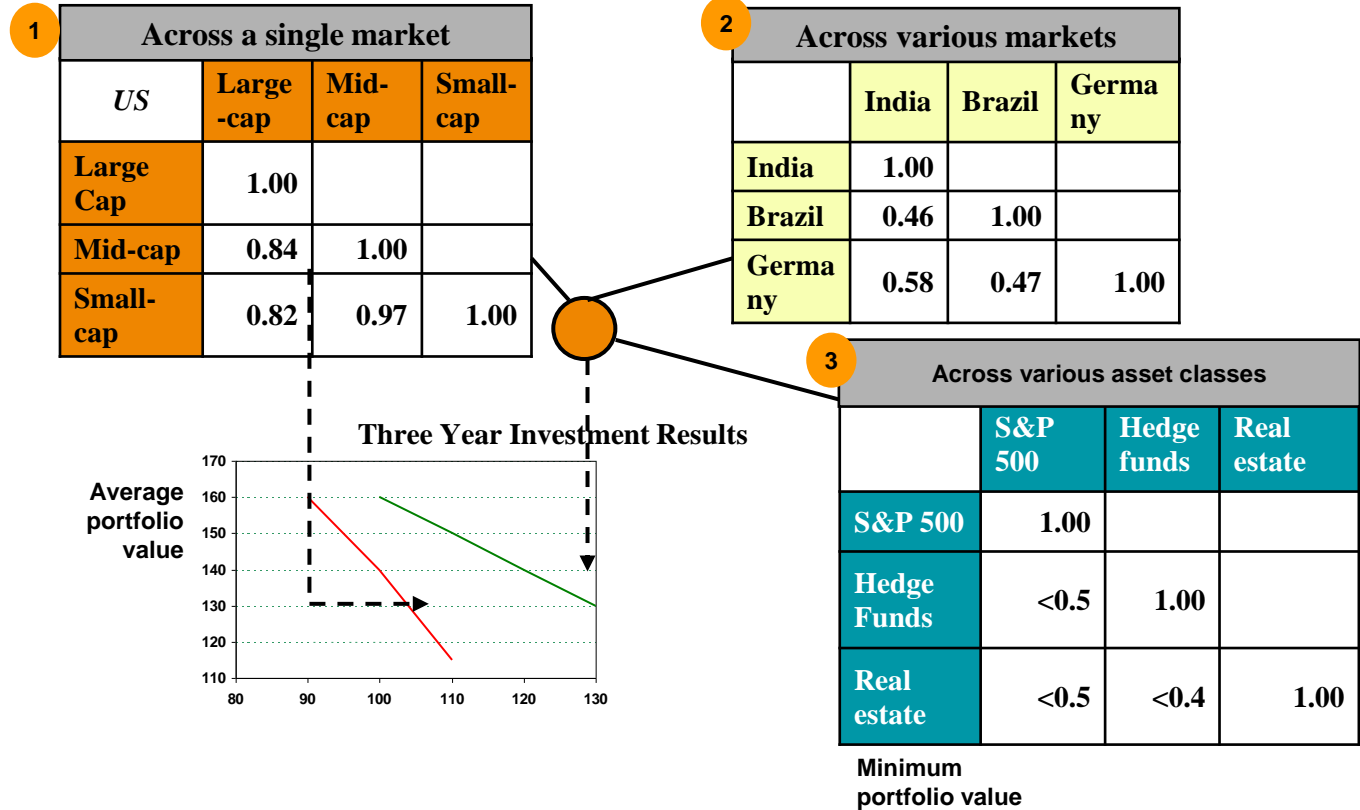 1
Across a single market
US
Large
-cap
Mid-
cap
Small-
cap
Large
Cap
1.00
Mid-cap
0.84
1.00
Small-
cap
0.82
0.97
1.00
2
Across various markets
India
Brazil
Germa
ny
India
1.00
Brazil
0.46
1.00
Germa
ny
0.58
0.47
1.00
3
Across various asset classes
S&P
500
Hedge
funds
Real
estate
S&P 500
1.00
Hedge
Funds
<0.5
1.00
Real
estate
<0.5
<0.4
1.00
Three Year Investment Results
Average
portfolio
value
170
160
150
140
130
120
110
80 90 100 110 120 130
Minimum
portfolio value